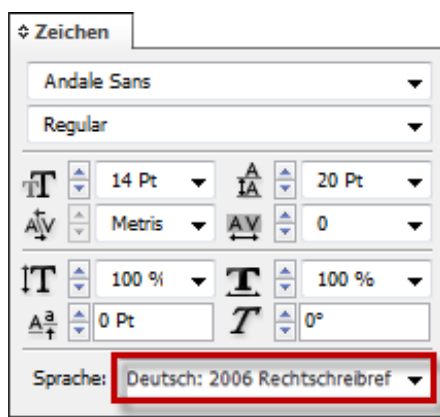 Zeichen
Andale Sans
Regular
14 Pt 20 Pt
Metris 0
100 % 100 %
0 Pt 0°
Sprache: Deutsch: 2006 Rechtschreibref